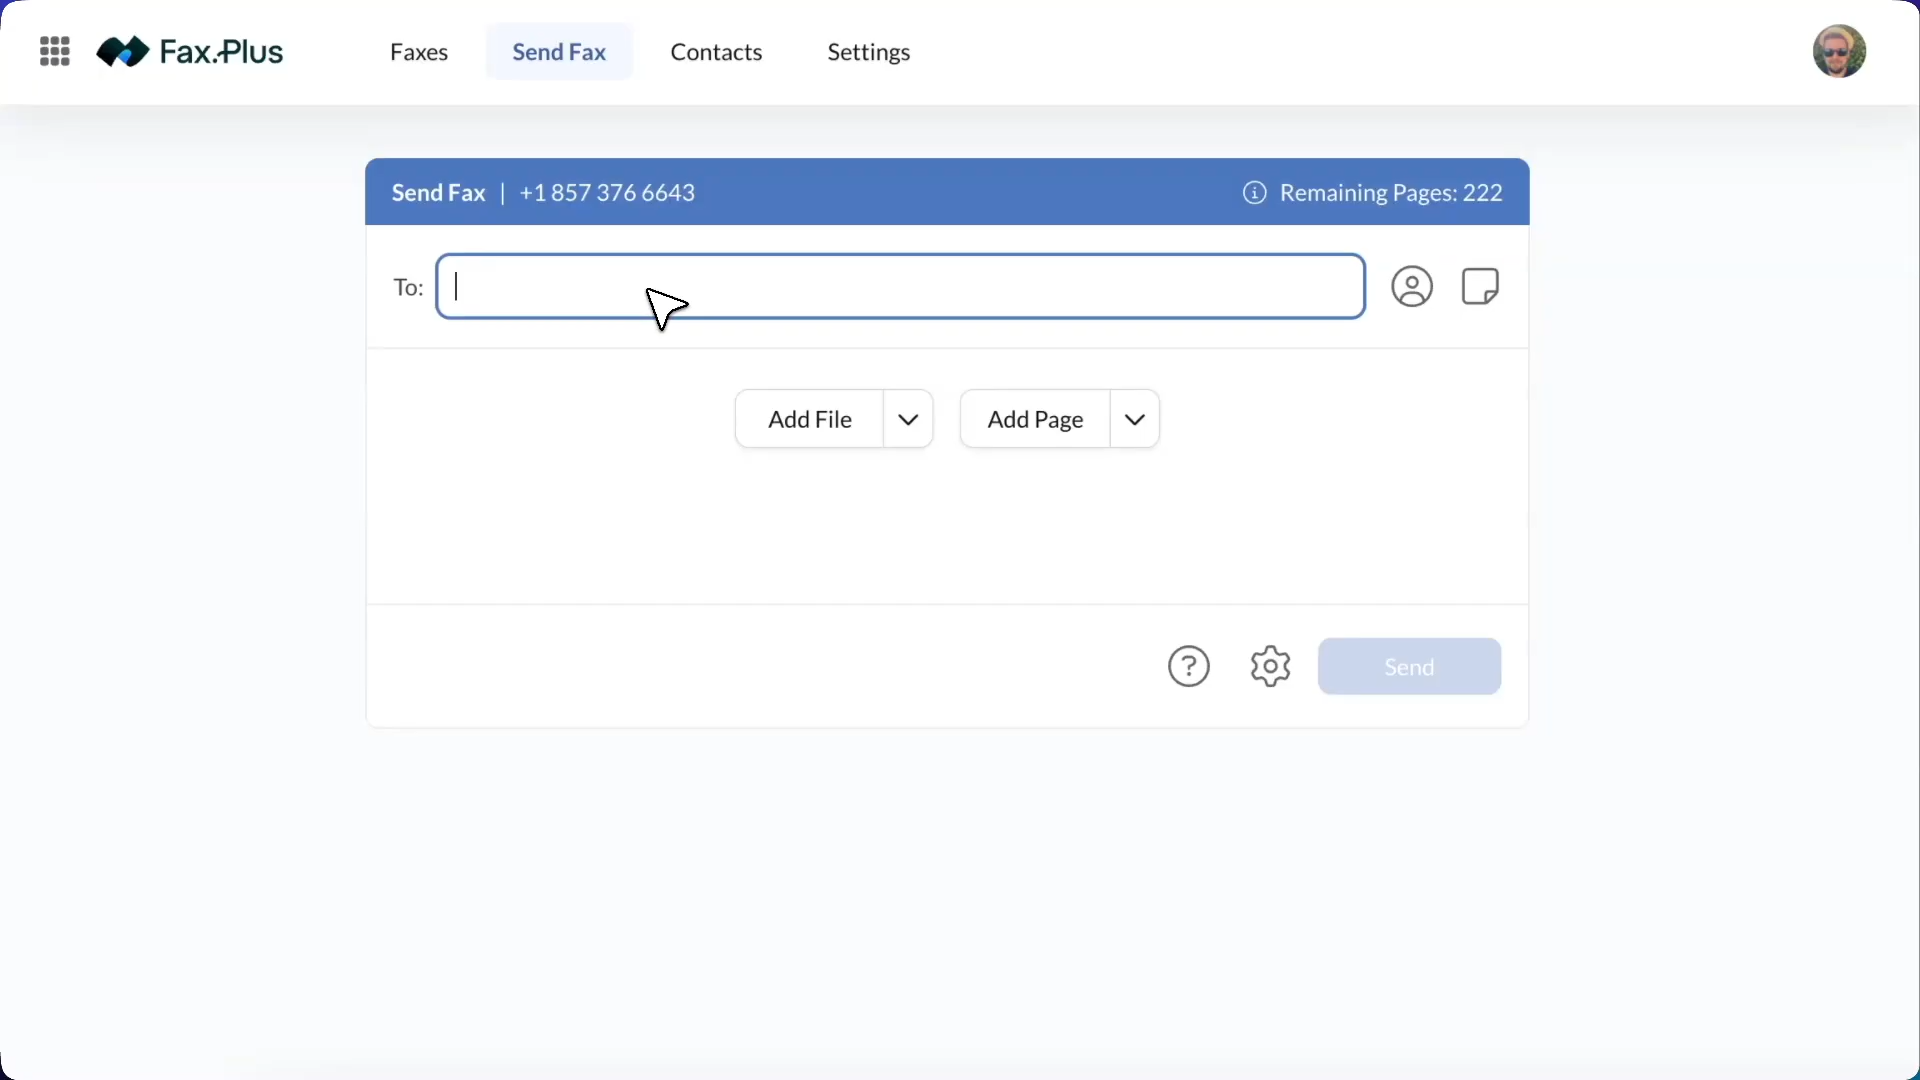 Fax.Plus
Faxes
Send Fax
Contacts
Settings
Send Fax | +1 857 376 6643
Remaining Pages: 222
To:
Add File
Add Page
Send